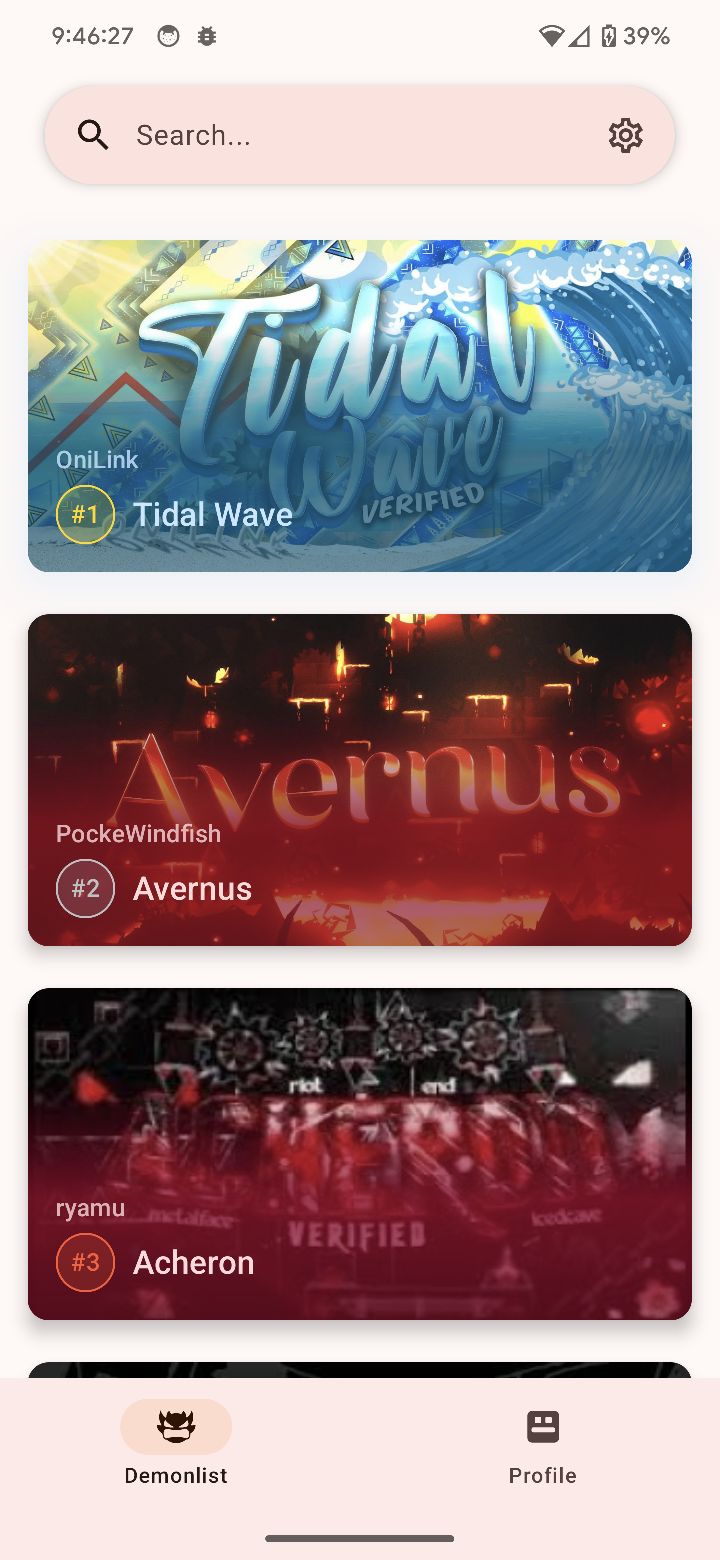 9:46:27
39%
Search...
Tidal
Wave
VERIFIED
OniLink
#1 Tidal Wave
Avernus
PockeWindfish
#2 Avernus
riot end
metalface icedcave
VERIFIED
ryamu
#3 Acheron
Demonlist Profile